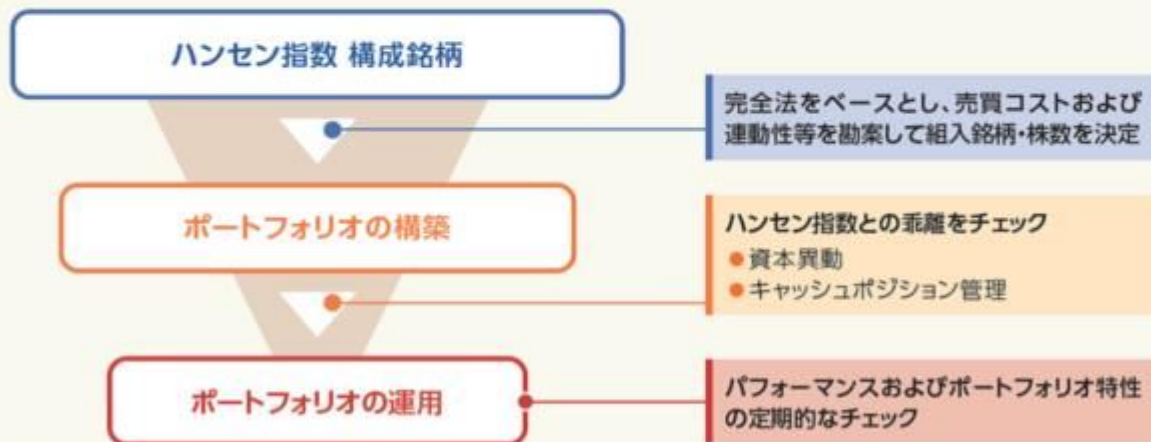 ハンセン指数 構成銘柄
完全法をベースとし、売買コストおよび
連動性等を勘案して組入銘柄・株数を決定
ポートフォリオの構築
ハンセン指数との乖離をチェック
●資本異動
●キャッシュポジション管理
ポートフォリオの運用
パフォーマンスおよびポートフォリオ特性
の定期的なチェック